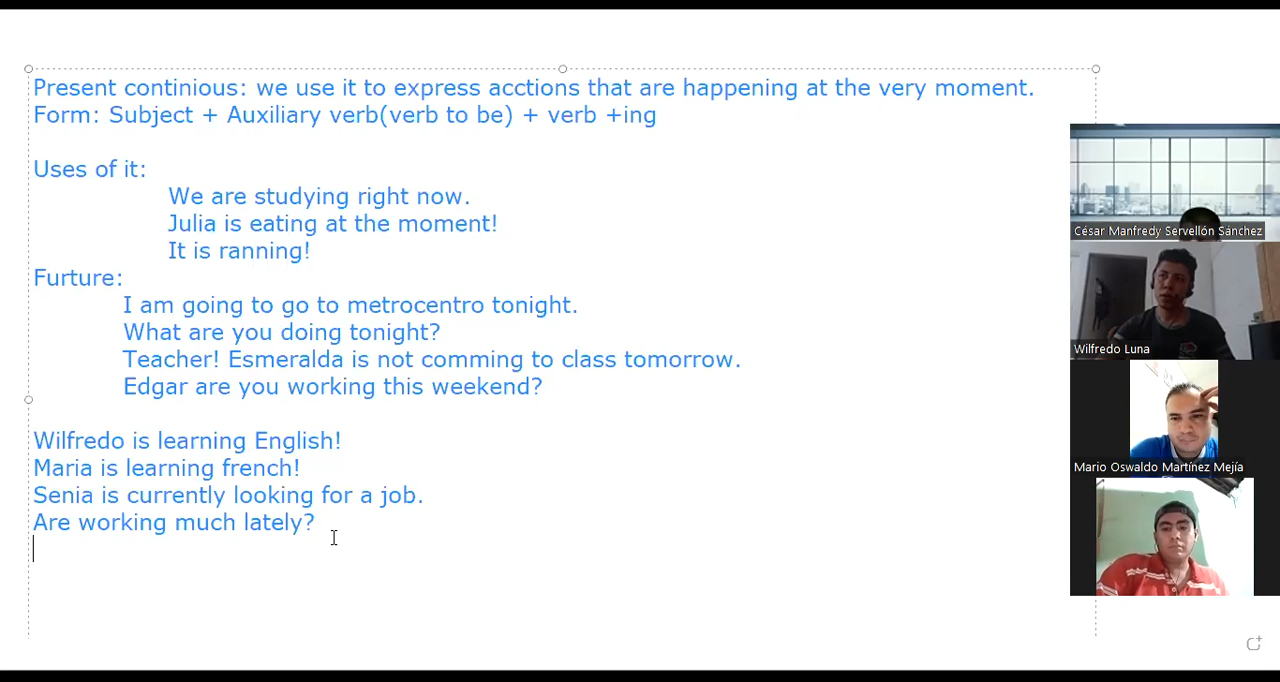 Present continious: we use it to express acctions that are happening at the very moment.
Form: Subject + Auxiliary verb(verb to be) + verb +ing
Uses of it:
We are studying right now.
Julia is eating at the moment!
It is ranning!
Furture:
I am going to go to metrocentro tonight.
What are you doing tonight?
Teacher! Esmeralda is not comming to class tomorrow.
Edgar are you working this weekend?
Wilfredo is learning English!
Maria is learning french!
Senia is currently looking for a job.
Are working much lately?
César Manfredy Servellón Sánchez
Wilfredo Luna
Mario Oswaldo Martínez Mejía